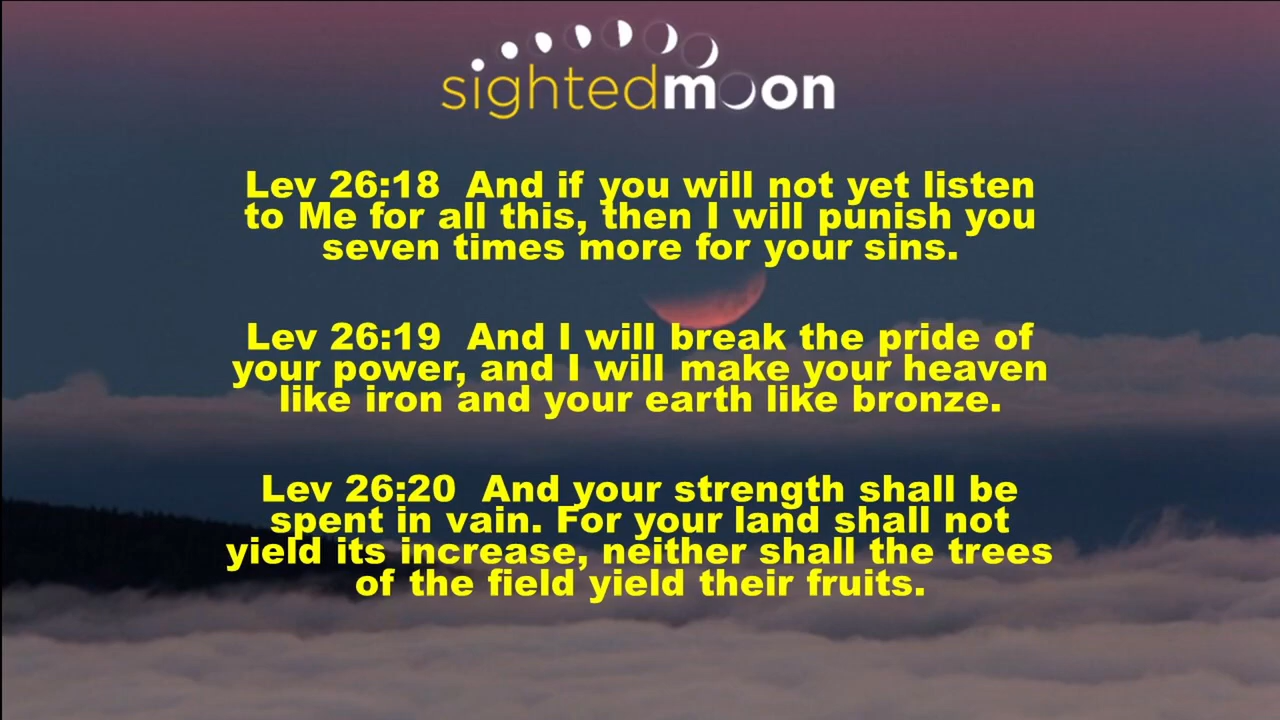 sightedmoon
Lev 26:18  And if you will not yet listen
to Me for all this, then I will punish you
seven times more for your sins.
Lev 26:19  And I will break the pride of
your power, and I will make your heaven
like iron and your earth like bronze.
Lev 26:20  And your strength shall be
spent in vain. For your land shall not
yield its increase, neither shall the trees
of the field yield their fruits.